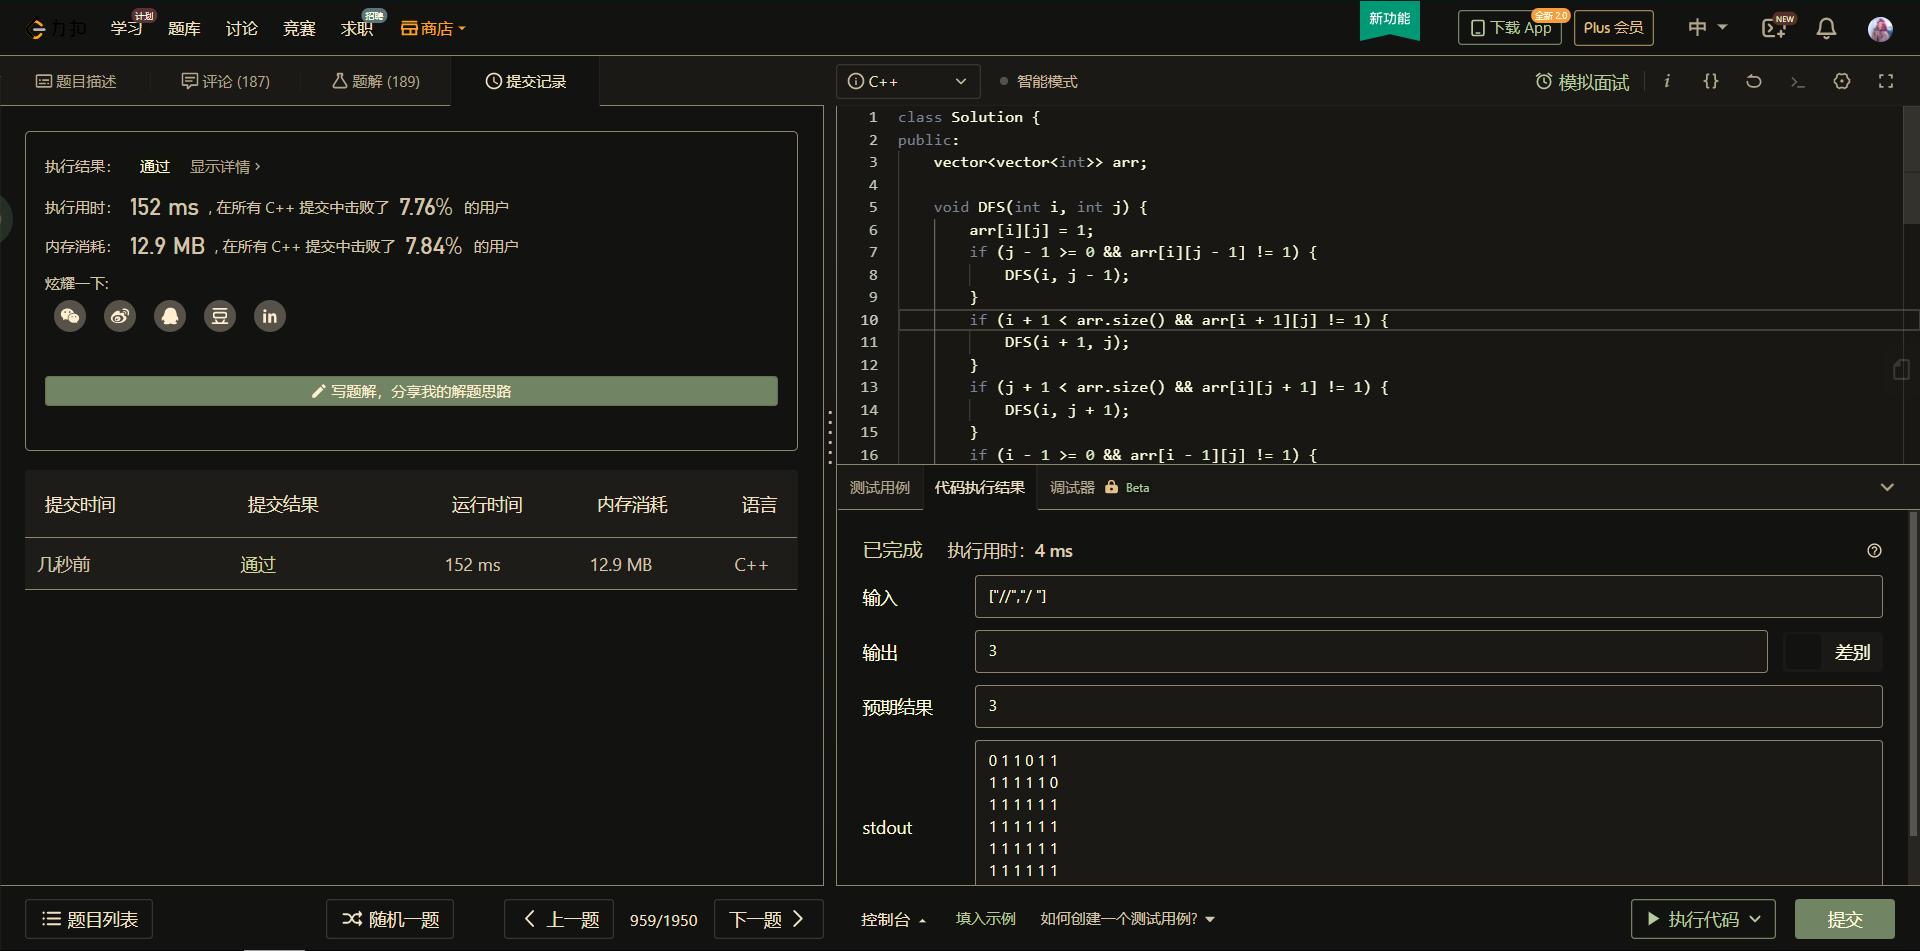 力扣
学习
计划
题库
讨论
竞赛
求职
招聘
商店
新功能
下载 App
全新 2.0
Plus 会员
中
NEW
题目描述
评论 (187)
题解 (189)
提交记录
执行结果：
通过
显示详情 >
执行用时：
152 ms , 在所有 C++ 提交中击败了 7.76% 的用户
内存消耗：
12.9 MB , 在所有 C++ 提交中击败了 7.84% 的用户
炫耀一下:
豆
in
写题解，分享我的解题思路
提交时间 提交结果 运行时间 内存消耗 语言
几秒前 通过 152 ms 12.9 MB C++
C++
智能模式
模拟面试
i
{}
>_
1 class Solution {
2 public:
3 vector<vector<int>> arr;
4
5 void DFS(int i, int j) {
6 arr[i][j] = 1;
7 if (j - 1 >= 0 && arr[i][j - 1] != 1) {
8 DFS(i, j - 1);
9 }
10 if (i + 1 < arr.size() && arr[i + 1][j] != 1) {
11 DFS(i + 1, j);
12 }
13 if (j + 1 < arr.size() && arr[i][j + 1] != 1) {
14 DFS(i, j + 1);
15 }
16 if (i - 1 >= 0 && arr[i - 1][j] != 1) {
测试用例
代码执行结果
调试器
Beta
已完成
执行用时：4 ms
输入
["//","/ "]
输出
3
差别
预期结果
3
stdout
0 1 1 0 1 1
1 1 1 1 1 0
1 1 1 1 1 1
1 1 1 1 1 1
1 1 1 1 1 1
1 1 1 1 1 1
题目列表
随机一题
上一题
959/1950
下一题
控制台
填入示例
如何创建一个测试用例?
执行代码
提交